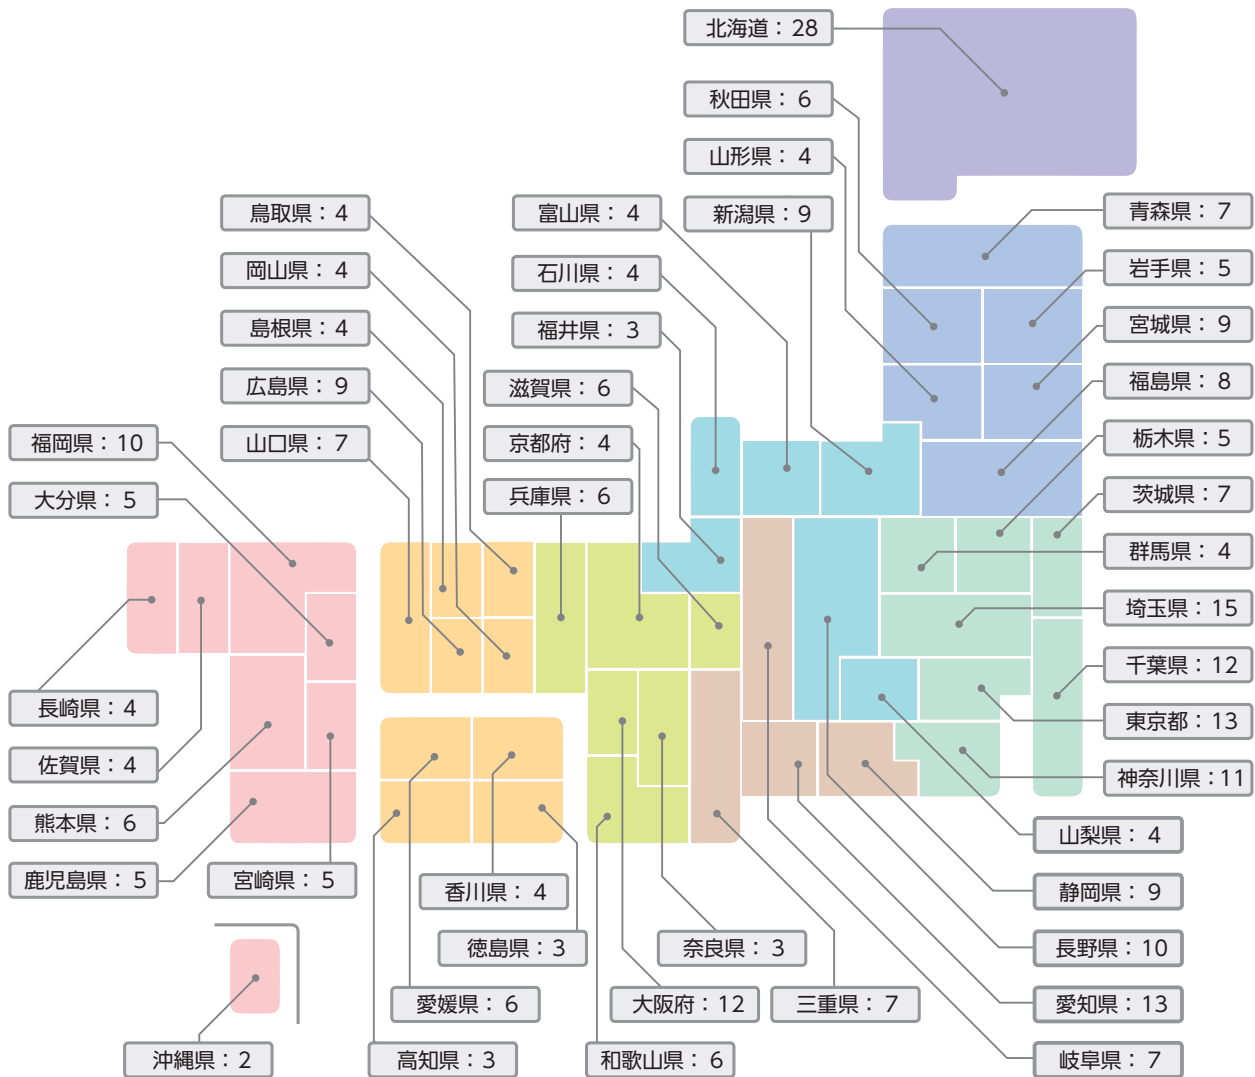 北海道：28
秋田県：6
山形県：4
新潟県：9
青森県：7
岩手県：5
宮城県：9
福島県：8
栃木県：5
茨城県：7
群馬県：4
埼玉県：15
千葉県：12
東京都：13
神奈川県：11
山梨県：4
静岡県：9
長野県：10
愛知県：13
岐阜県：7
富山県：4
石川県：4
福井県：3
滋賀県：6
京都府：4
兵庫県：6
鳥取県：4
岡山県：4
島根県：4
広島県：9
山口県：7
福岡県：10
大分県：5
長崎県：4
佐賀県：4
熊本県：6
鹿児島県：5
宮崎県：5
香川県：4
徳島県：3
愛媛県：6
高知県：3
奈良県：3
大阪府：12
三重県：7
和歌山県：6
沖縄県：2